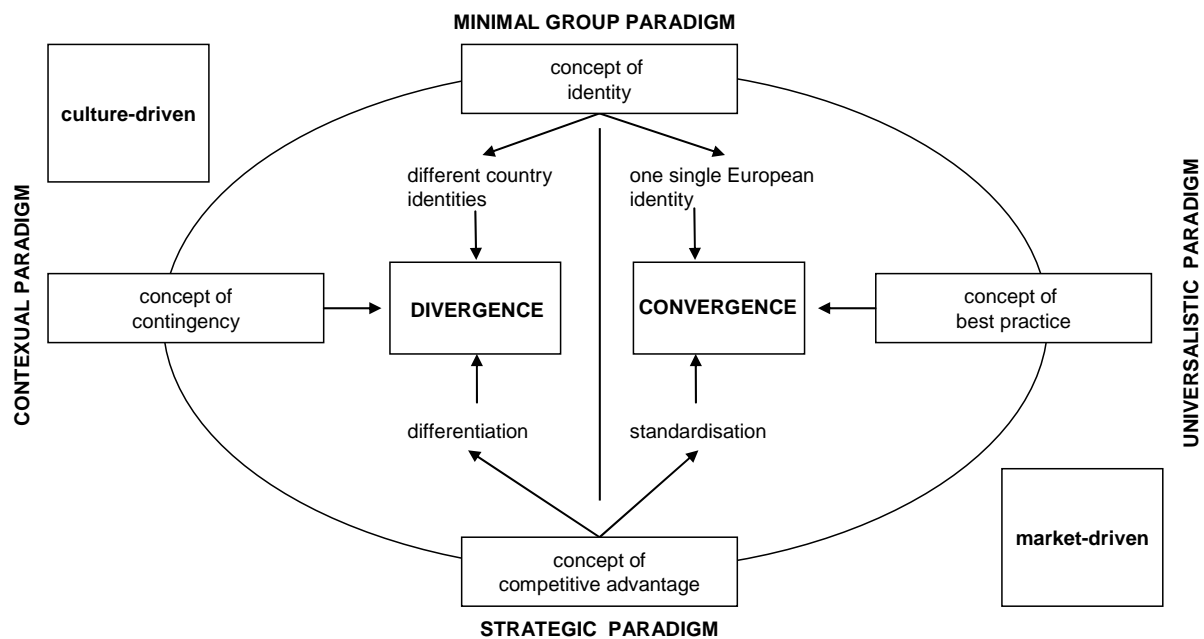 MINIMAL GROUP PARADIGM
concept of
identity
culture-driven
different country
identities
one single European
identity
CONTEXUAL PARADIGM
concept of
contingency
DIVERGENCE
CONVERGENCE
concept of
best practice
UNIVERSALISTIC PARADIGM
differentiation
standardisation
market-driven
concept of
competitive advantage
STRATEGIC PARADIGM